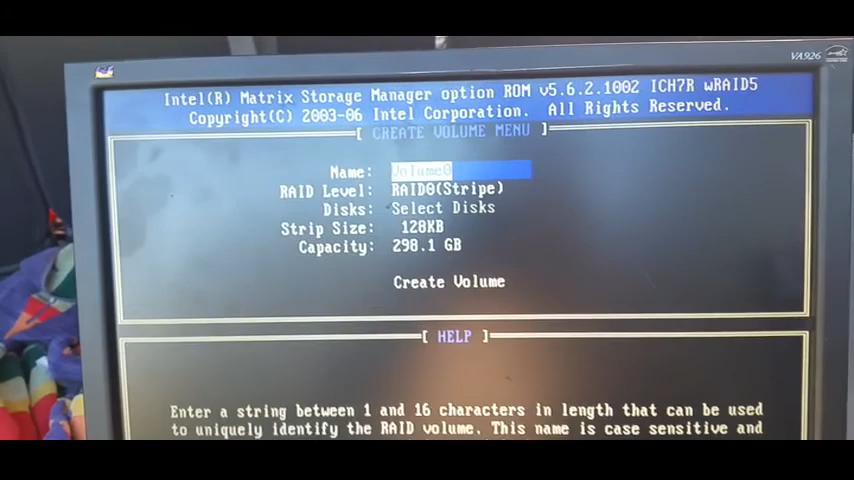 VA926
Intel(R) Matrix Storage Manager option ROM v5.6.2.1002 ICH7R wRAID5
Copyright(C) 2003-06 Intel Corporation. All Rights Reserved.
[ CREATE VOLUME MENU ]
Name: Volume0
RAID Level: RAID0(Stripe)
Disks: Select Disks
Strip Size: 128KB
Capacity: 298.1 GB
Create Volume
[ HELP ]
Enter a string between 1 and 16 characters in length that can be used
to uniquely identify the RAID volume. This name is case sensitive and